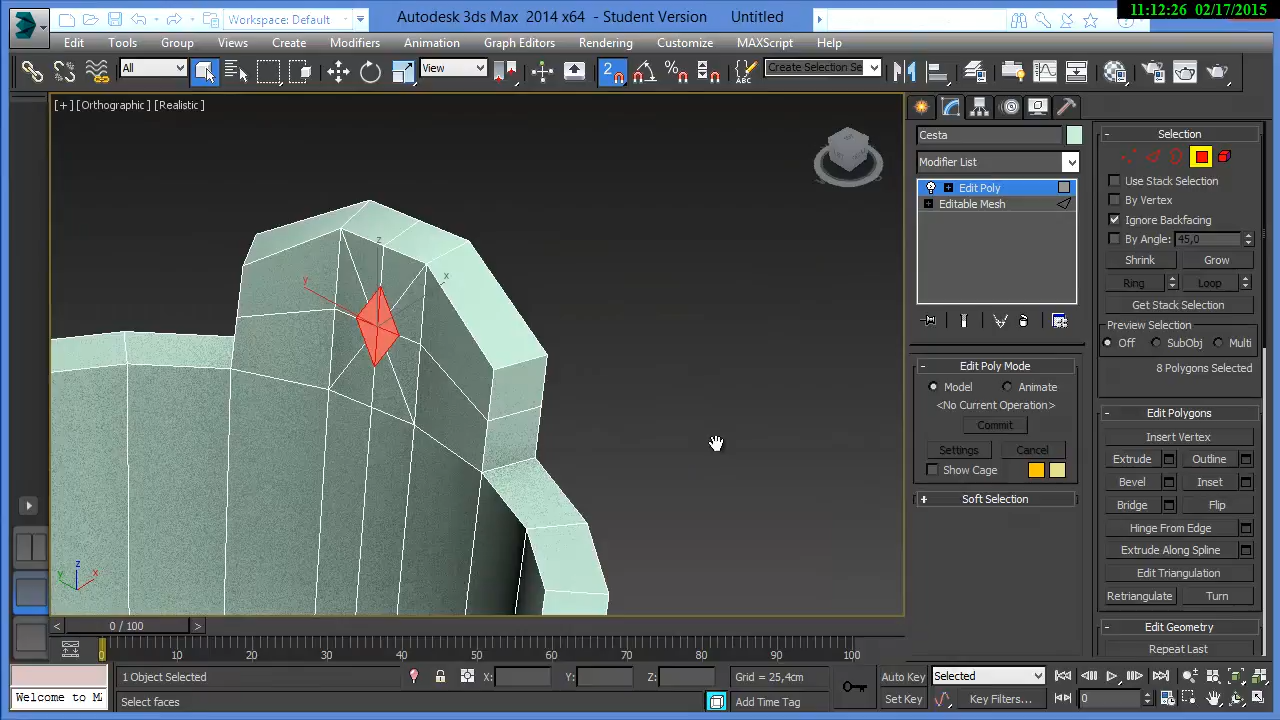 11:12:26 02/17/2015
Workspace: Default
Autodesk 3ds Max 2014 x64 - Student Version Untitled
Edit Tools Group Views Create Modifiers Animation Graph Editors Rendering Customize MAXScript Help
All
View
2
Create Selection Se
[+] [Orthographic] [Realistic]
z
x
y
z
x
y
Cesta
Modifier List
Edit Poly
Editable Mesh
Edit Poly Mode
Model Animate
<No Current Operation>
Commit
Settings Cancel
Show Cage
Soft Selection
Selection
Use Stack Selection
By Vertex
Ignore Backfacing
By Angle: 45,0
Shrink Grow
Ring Loop
Get Stack Selection
Preview Selection
Off SubObj Multi
8 Polygons Selected
Edit Polygons
Insert Vertex
Extrude Outline
Bevel Inset
Bridge Flip
Hinge From Edge
Extrude Along Spline
Edit Triangulation
Retriangulate Turn
Edit Geometry
Repeat Last
< 0 / 100 >
0 10 20 30 40 50 60 70 80 90 100
1 Object Selected
X: Y: Z:
Grid = 25,4cm
Auto Key
Selected
Welcome to M
Select faces
Add Time Tag
Set Key
Key Filters...
0